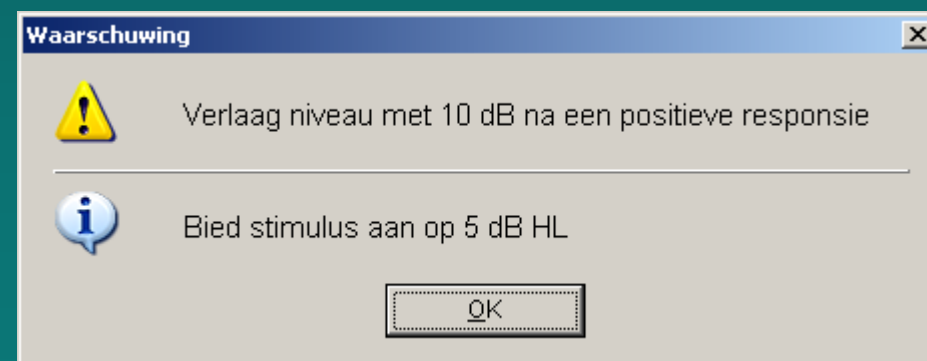 Waarschuwing
Verlaag niveau met 10 dB na een positieve responsie
Bied stimulus aan op 5 dB HL
OK